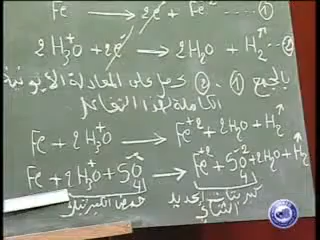 Fe → 2e⁻ + Fe⁺² ..... ①
2H₃O⁺ + 2e⁻ → 2H₂O + H₂↑ ... ②
بالجمع ① ② نحصل على المعادلة الأيونية
الكاملة لهذا التفاعل
Fe + 2H₃O⁺ → Fe⁺² + 2H₂O + H₂↑
Fe + 2H₃O⁺ + SO₄⁻² → Fe⁺² + SO₄⁻² + 2H₂O + H₂↑
حمض الكبريتيك كبريتات الحديد
الثنائي